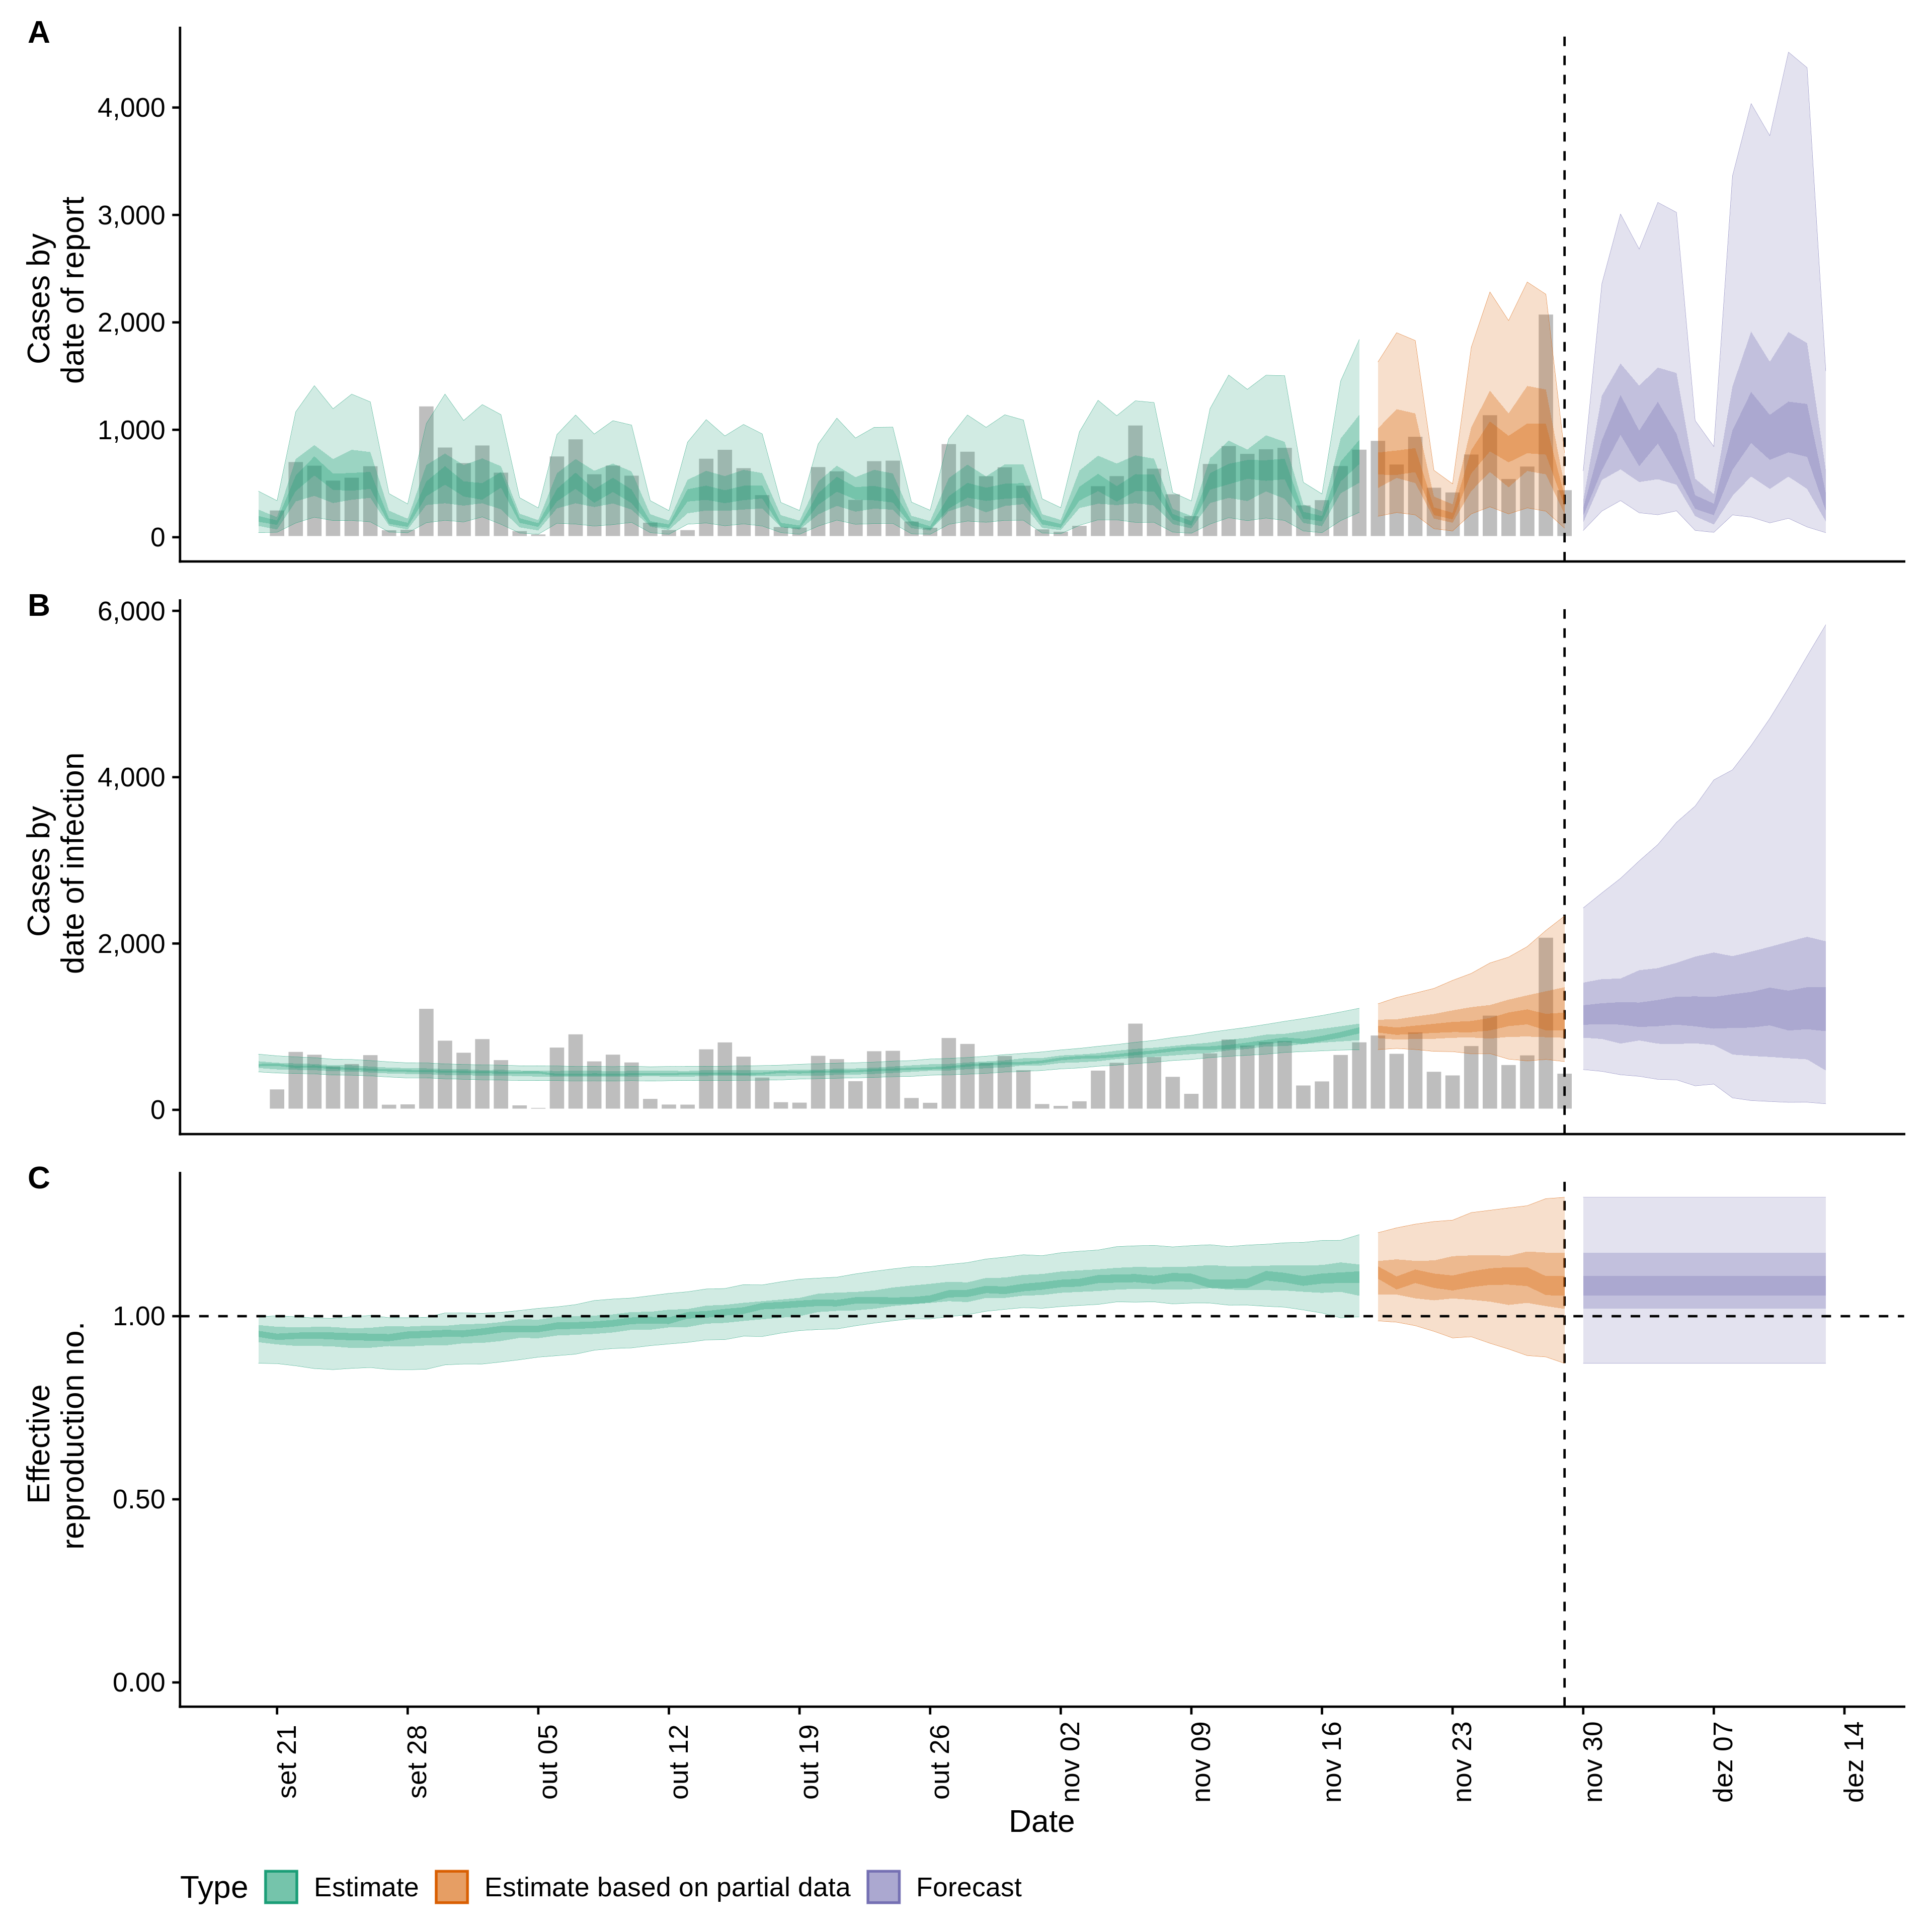 A
Cases by
date of report
4,000
3,000
2,000
1,000
0
B
Cases by
date of infection
6,000
4,000
2,000
0
C
Effective
reproduction no.
1.00
0.50
0.00
set 21
set 28
out 05
out 12
out 19
out 26
nov 02
nov 09
nov 16
nov 23
nov 30
dez 07
dez 14
Date
Type
Estimate
Estimate based on partial data
Forecast